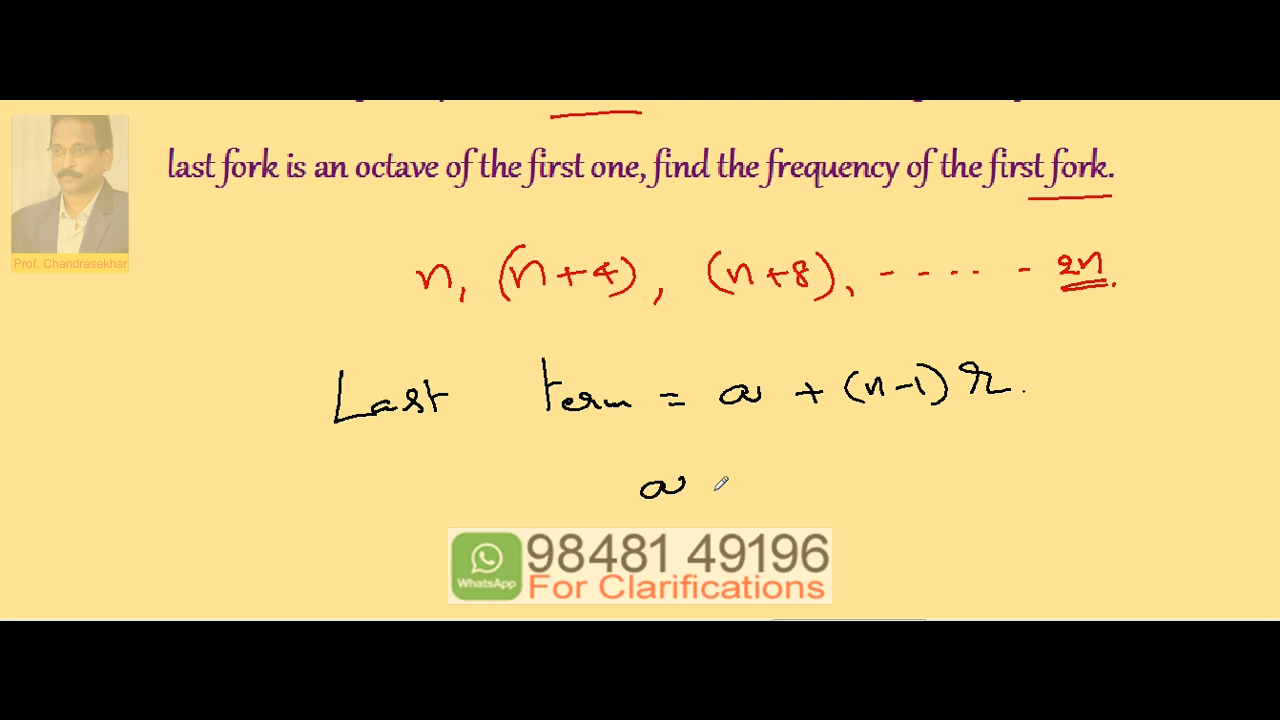 last fork is an octave of the first one, find the frequency of the first fork.
Prof. Chandrasekhar
n, (n+4), (n+8), - - - - - - 2n.
Last term = a + (n-1) r.
a
98481 49196
WhatsApp
For Clarifications